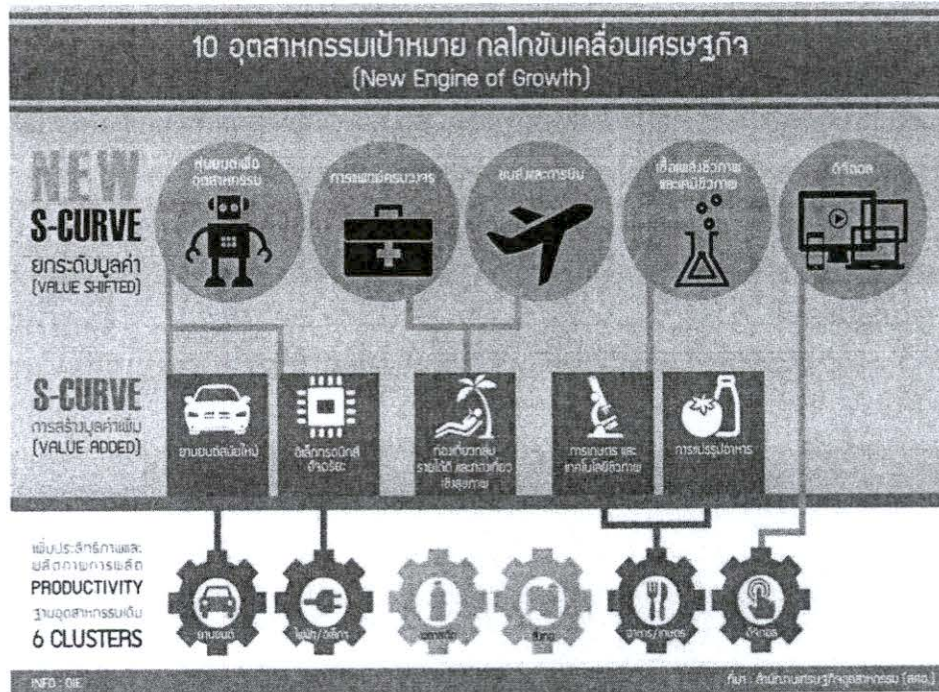 10 อุตสาหกรรมเป้าหมาย กลไกขับเคลื่อนเศรษฐกิจ
(New Engine of Growth)
NEW
S-CURVE
ยกระดับมูลค่า
(VALUE SHIFTED)
หุ่นยนต์เพื่อ
อุตสาหกรรม
การแพทย์ครบวงจร
ขนส่งและการบิน
เชื้อเพลิงชีวภาพ
และเคมีชีวภาพ
ดิจิตอล
S-CURVE
การสร้างมูลค่าเพิ่ม
(VALUE ADDED)
ยานยนต์สมัยใหม่
อิเล็กทรอนิกส์
อัจฉริยะ
ท่องเที่ยวกลุ่ม
รายได้ดี และท่องเที่ยว
เชิงสุขภาพ
การเกษตร และ
เทคโนโลยีชีวภาพ
การแปรรูปอาหาร
เพิ่มประสิทธิภาพและ
ผลิตภาพการผลิต
PRODUCTIVITY
ฐานอุตสาหกรรมเดิม
6 CLUSTERS
ยานยนต์
ไฟฟ้า/อิเล็กฯ
อาหาร/เกษตร
ดิจิตอล
INFO : OIE
ที่มา : สำนักงานเศรษฐกิจอุตสาหกรรม (สศอ.)